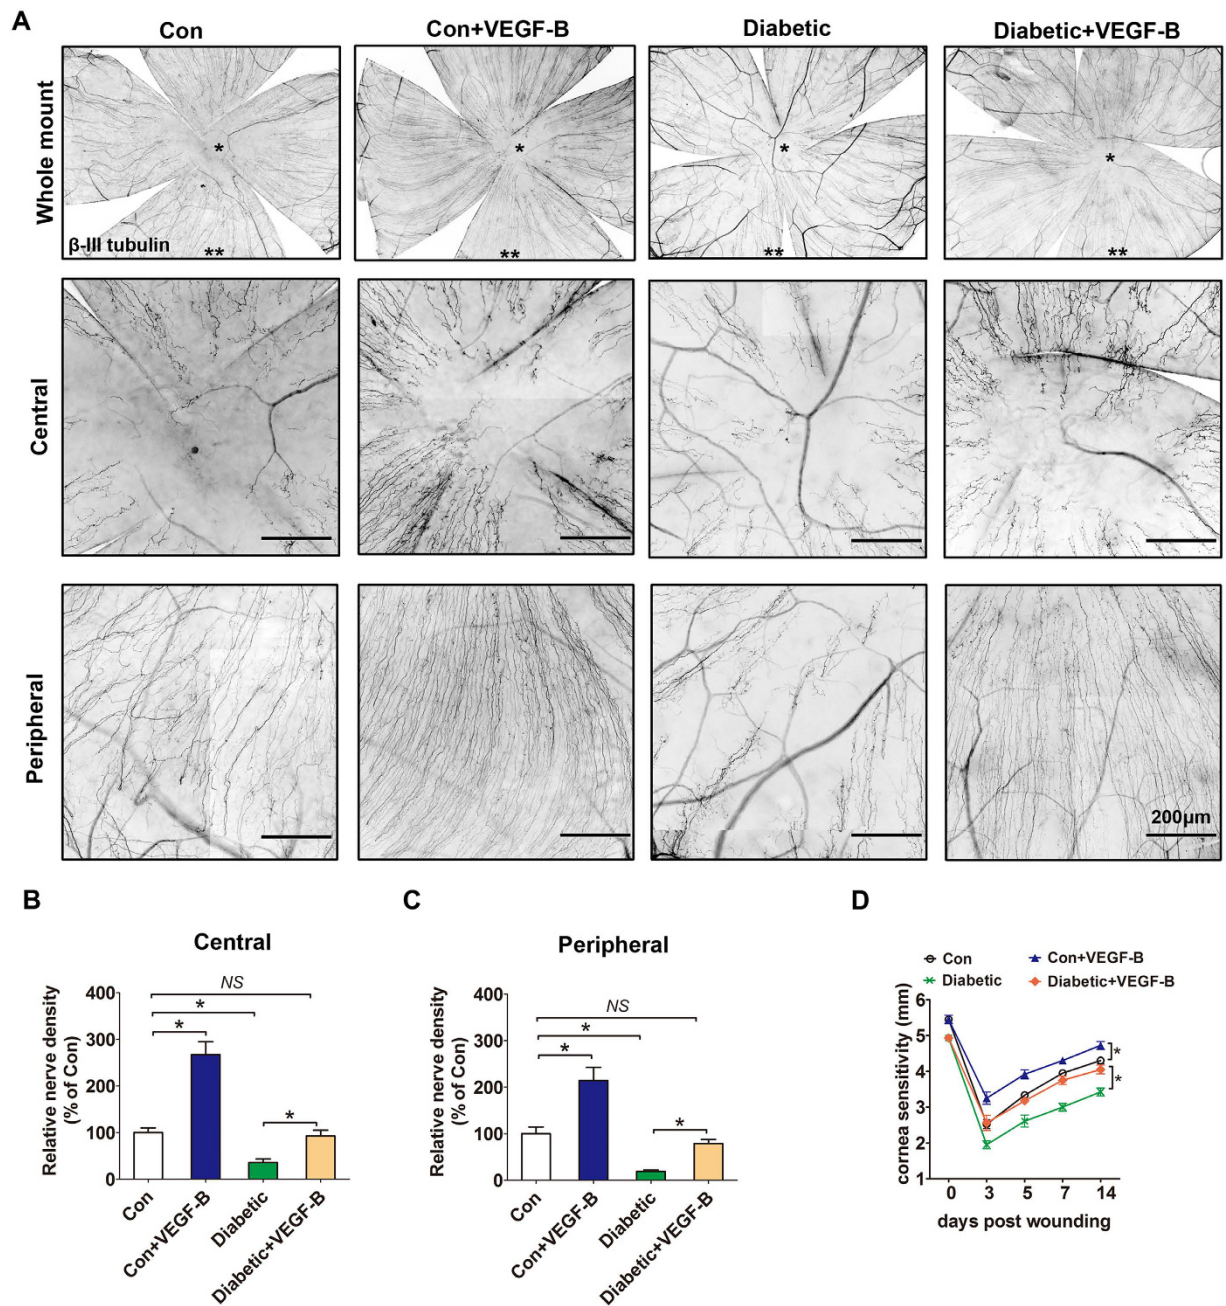 A
Con
Con+VEGF-B
Diabetic
Diabetic+VEGF-B
Whole mount
*
*
*
*
β-III tubulin
**
**
**
**
Central
Peripheral
200μm
B
Central
Relative nerve density
(% of Con)
400
300
200
100
0
NS
*
*
*
Con
Con+VEGF-B
Diabetic
Diabetic+VEGF-B
C
Peripheral
Relative nerve density
(% of Con)
400
300
200
100
0
NS
*
*
*
Con
Con+VEGF-B
Diabetic
Diabetic+VEGF-B
D
Con
Con+VEGF-B
Diabetic
Diabetic+VEGF-B
cornea sensitivity (mm)
6
5
4
3
2
1
*
*
0 3 5 7 14
days post wounding